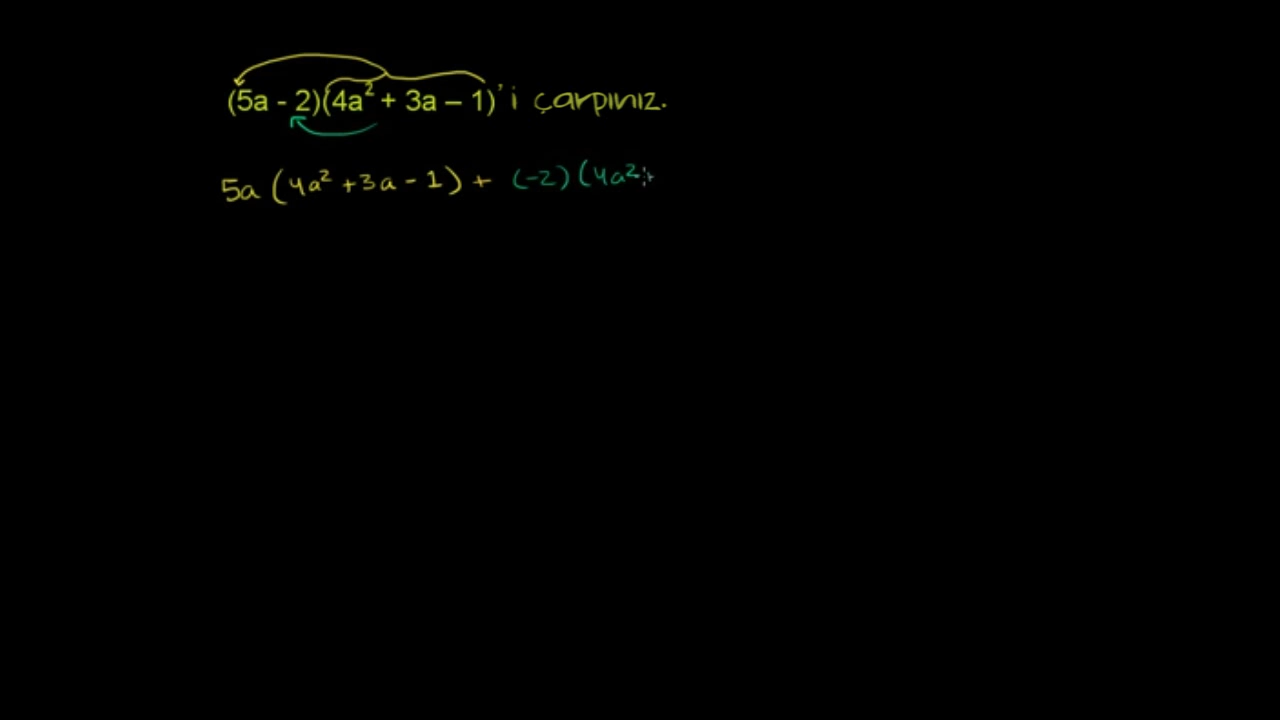 (5a - 2)(4a² + 3a – 1)'i çarpınız.
5a (4a² + 3a - 1) + (-2) (4a²